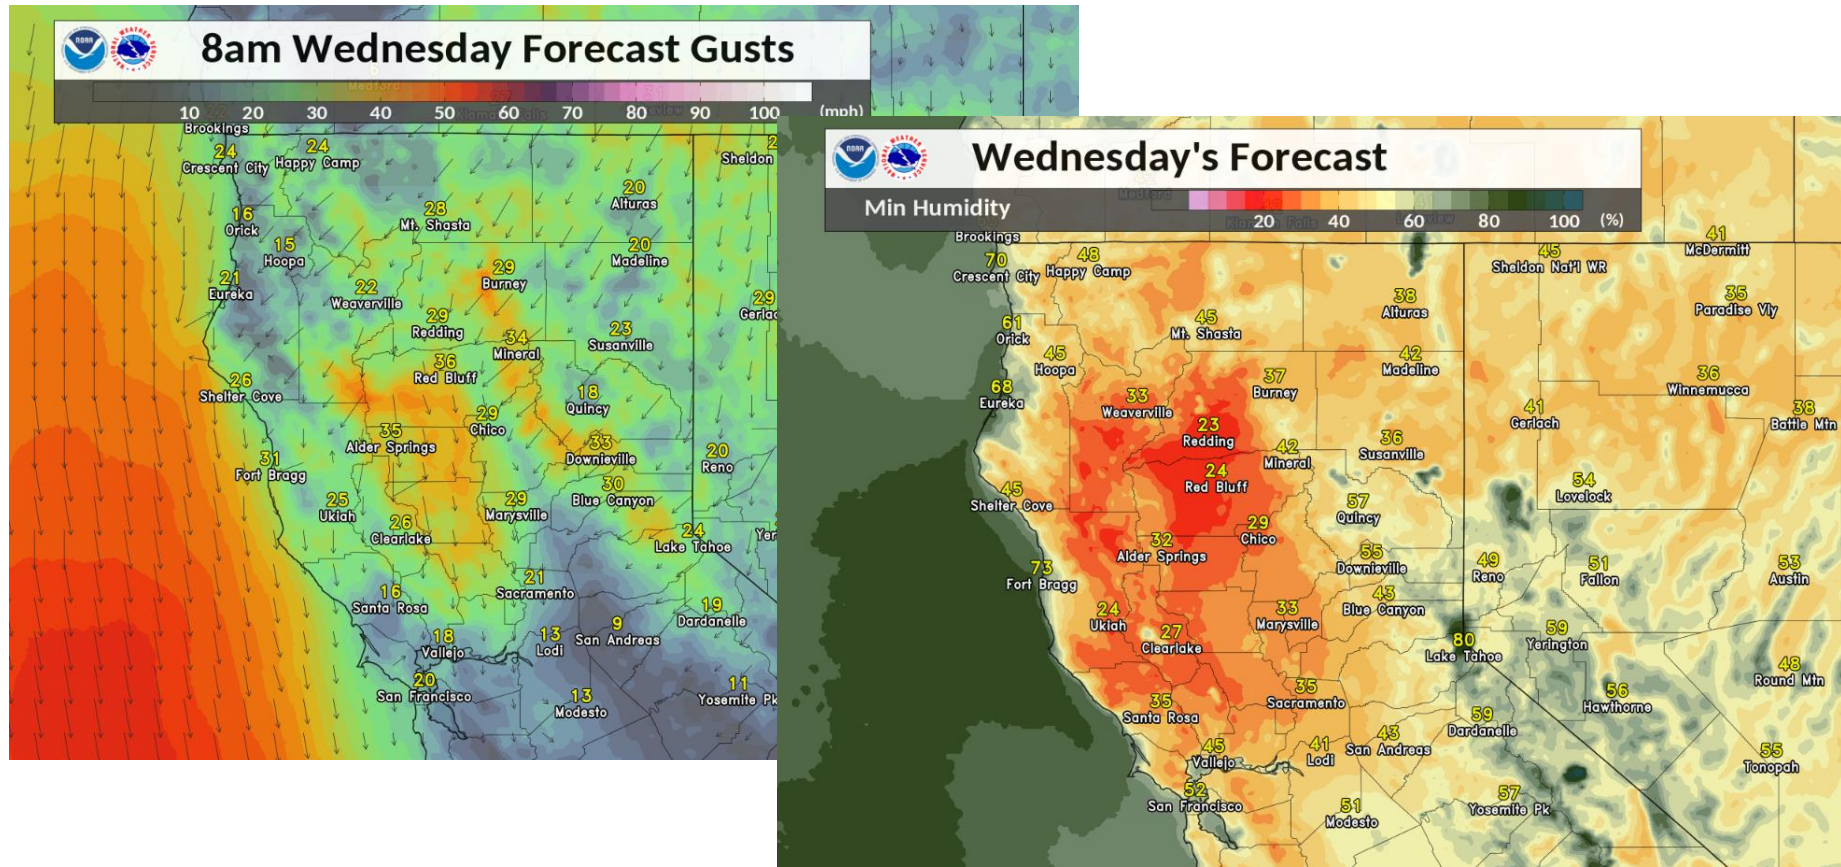 8am Wednesday Forecast Gusts
10 20 30 40 50 60 70 80 90 100 (mph)
Brookings
24
Crescent City
24
Happy Camp
Sheldon
20
Alturas
16
Orick
28
Mt. Shasta
15
Hoopa
20
Madeline
21
Eureka
22
Weaverville
29
Burney
29
29
Redding
34
Mineral
23
Susanville
36
Red Bluff
26
Shelter Cove
18
Quincy
29
Chico
35
Alder Springs
33
Downieville
20
Reno
31
Fort Bragg
30
Blue Canyon
25
Ukiah
29
Marysville
26
Clearlake
24
Lake Tahoe
21
Sacramento
16
Santa Rosa
19
Dardanelle
18
Vallejo
13
Lodi
9
San Andreas
20
San Francisco
13
Modesto
11
Yosemite Pk
Wednesday's Forecast
Min Humidity
20 40 60 80 100 (%)
Brookings
70
Crescent City
48
Happy Camp
45
Sheldon Nat'l WR
41
McDermitt
38
Alturas
35
Paradise Vly
61
Orick
45
Mt. Shasta
45
Hoopa
42
Madeline
68
Eureka
33
Weaverville
37
Burney
36
Winnemucca
41
Gerlach
38
Battle Mtn
23
Redding
42
Mineral
36
Susanville
24
Red Bluff
45
Shelter Cove
57
Quincy
54
Lovelock
29
Chico
32
Alder Springs
55
Downieville
49
Reno
51
Fallon
53
Austin
73
Fort Bragg
43
Blue Canyon
24
Ukiah
33
Marysville
27
Clearlake
80
Lake Tahoe
59
Yerington
48
Round Mtn
35
Santa Rosa
35
Sacramento
56
Hawthorne
59
Dardanelle
45
Vallejo
41
Lodi
43
San Andreas
55
Tonopah
52
San Francisco
51
Modesto
57
Yosemite Pk